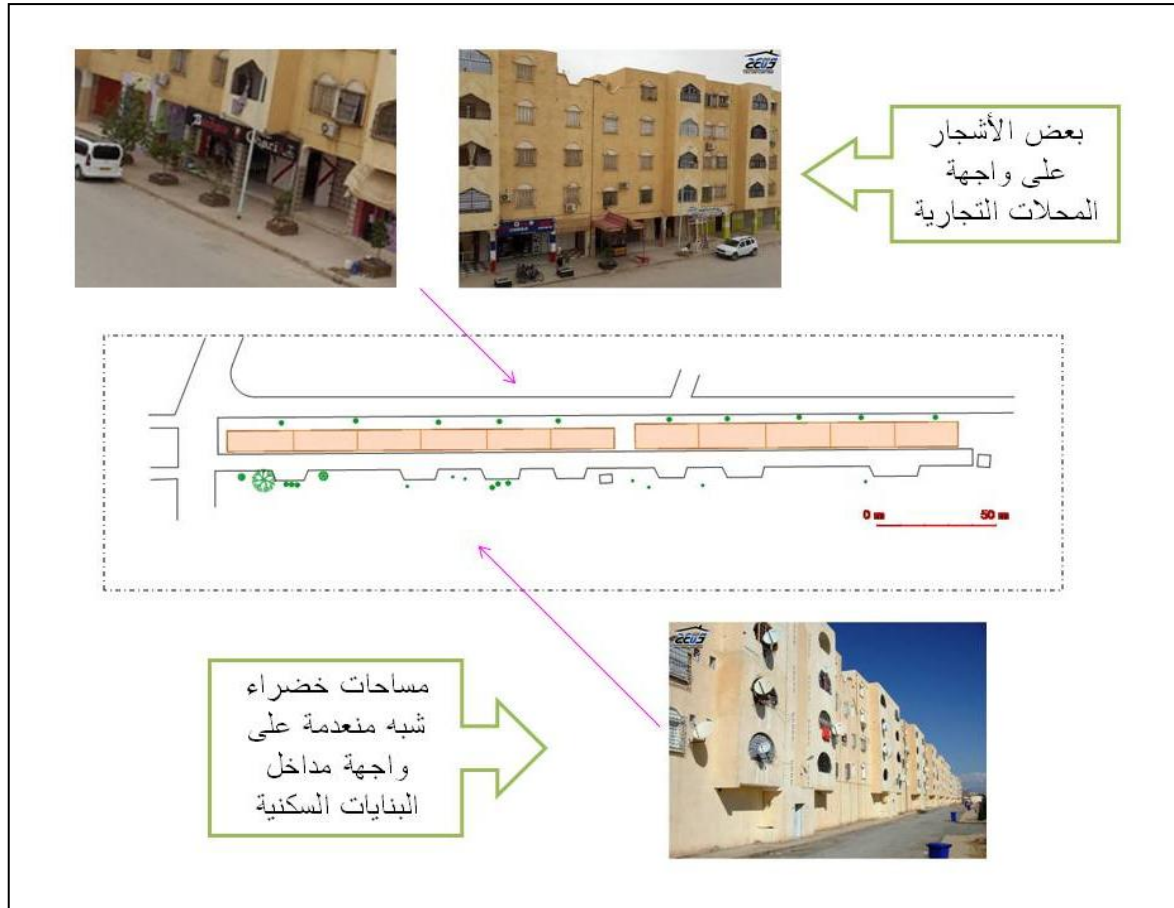 بعض الأشجار
على واجهة
المحلات التجارية
0 m
50 m
مساحات خضراء
شبه منعدمة على
واجهة مداخل
البنايات السكنية